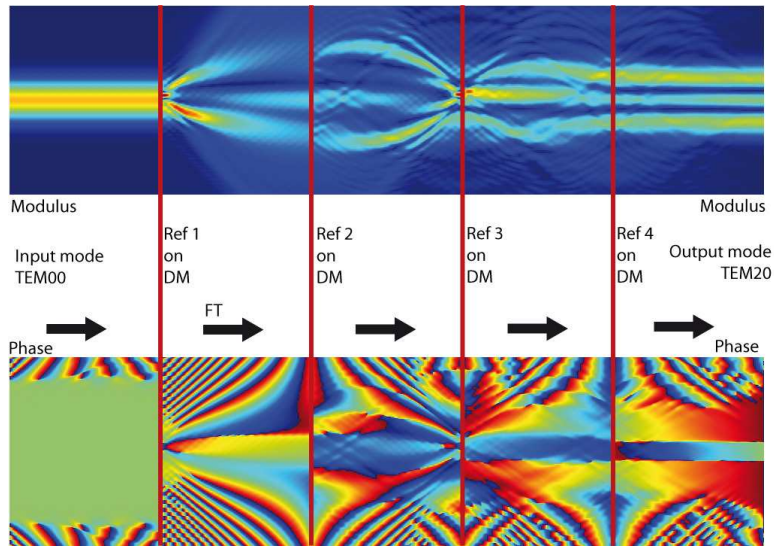 Modulus
Modulus
Input mode
TEM00
Ref 1
on
DM
Ref 2
on
DM
Ref 3
on
DM
Ref 4
on
DM
Output mode
TEM20
FT
Phase
Phase